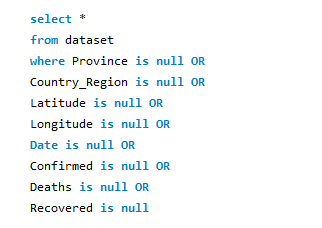 select *
from dataset
where Province is null OR
Country_Region is null OR
Latitude is null OR
Longitude is null OR
Date is null OR
Confirmed is null OR
Deaths is null OR
Recovered is null